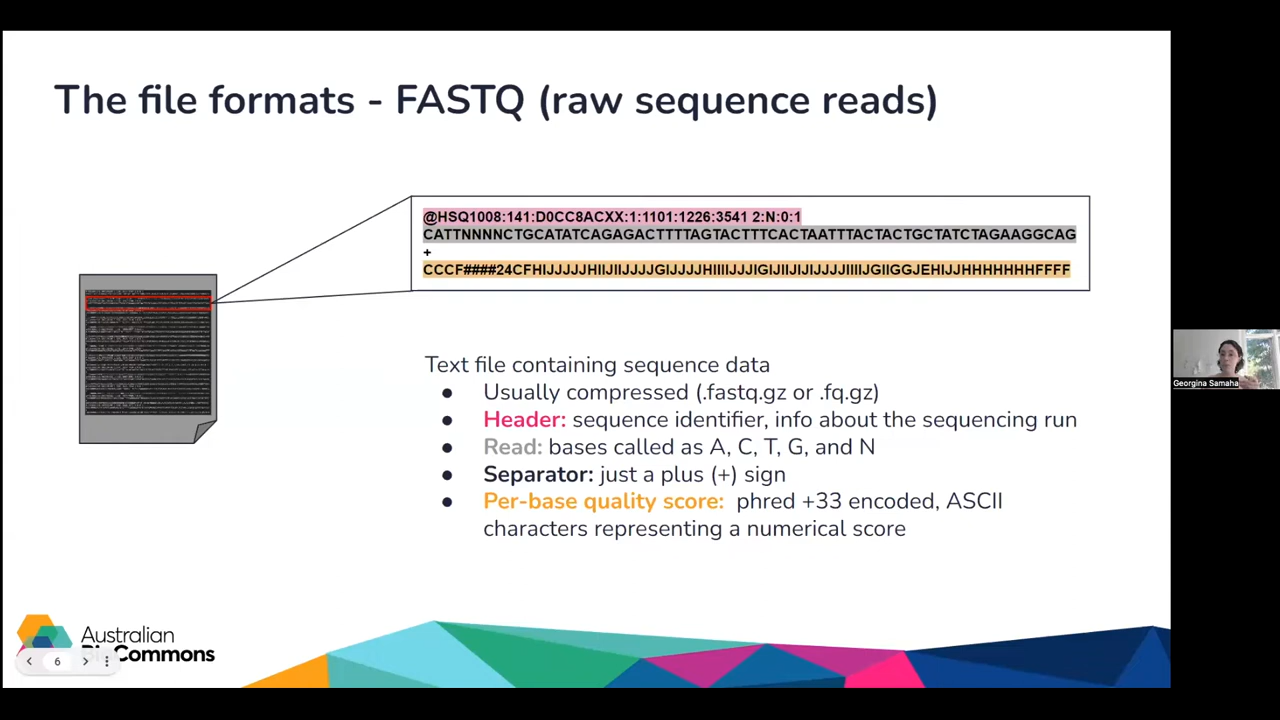 The file formats - FASTQ (raw sequence reads)
@HSQ1008:141:D0CC8ACXX:1:1101:1226:3541 2:N:0:1
CATTNNNNCTGCATATCAGAGACTTTTAGTACTTTCACTAATTTACTACTGCTATCTAGAAGGCAG
+
CCCF####24CFHIJJJJJHIIJIIJJJJGIJJJJHIIIIJJJIGIJIIJIJIJJJJIIIIJGIIGGJEHIJJHHHHHHHFFFF
Text file containing sequence data
● Usually compressed (.fastq.gz or .fq.gz)
● Header: sequence identifier, info about the sequencing run
● Read: bases called as A, C, T, G, and N
● Separator: just a plus (+) sign
● Per-base quality score: phred +33 encoded, ASCII
characters representing a numerical score
Georgina Samaha
Australian
BioCommons
6